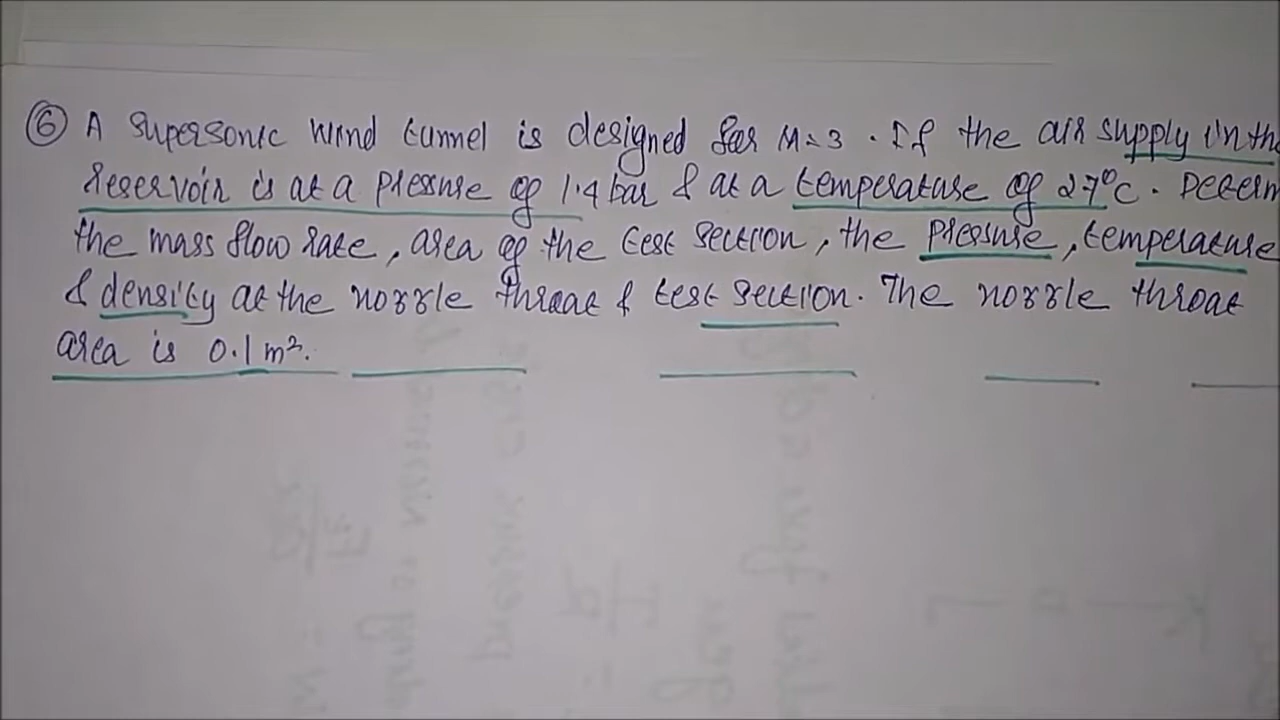 ⑥ A supersonic wind tunnel is designed for M=3. If the air supply in the
reservoir is at a pressure of 1.4 bar & at a temperature of 27°C. Determ
the mass flow rate, area of the test section, the pressure, temperature
& density at the nozzle throat & test section. The nozzle throat
area is 0.1 m².